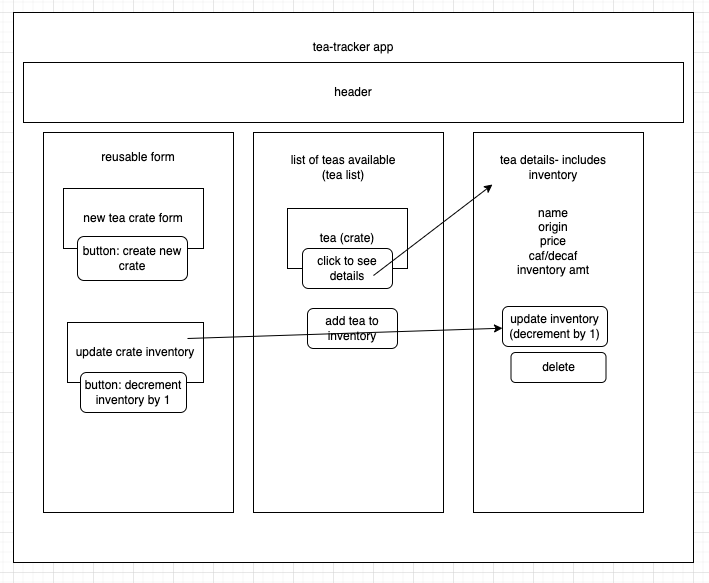 tea-tracker app
header
reusable form
new tea crate form
button: create new
crate
update crate inventory
button: decrement
inventory by 1
list of teas available
(tea list)
tea (crate)
click to see
details
add tea to
inventory
tea details- includes
inventory
name
origin
price
caf/decaf
inventory amt
update inventory
(decrement by 1)
delete